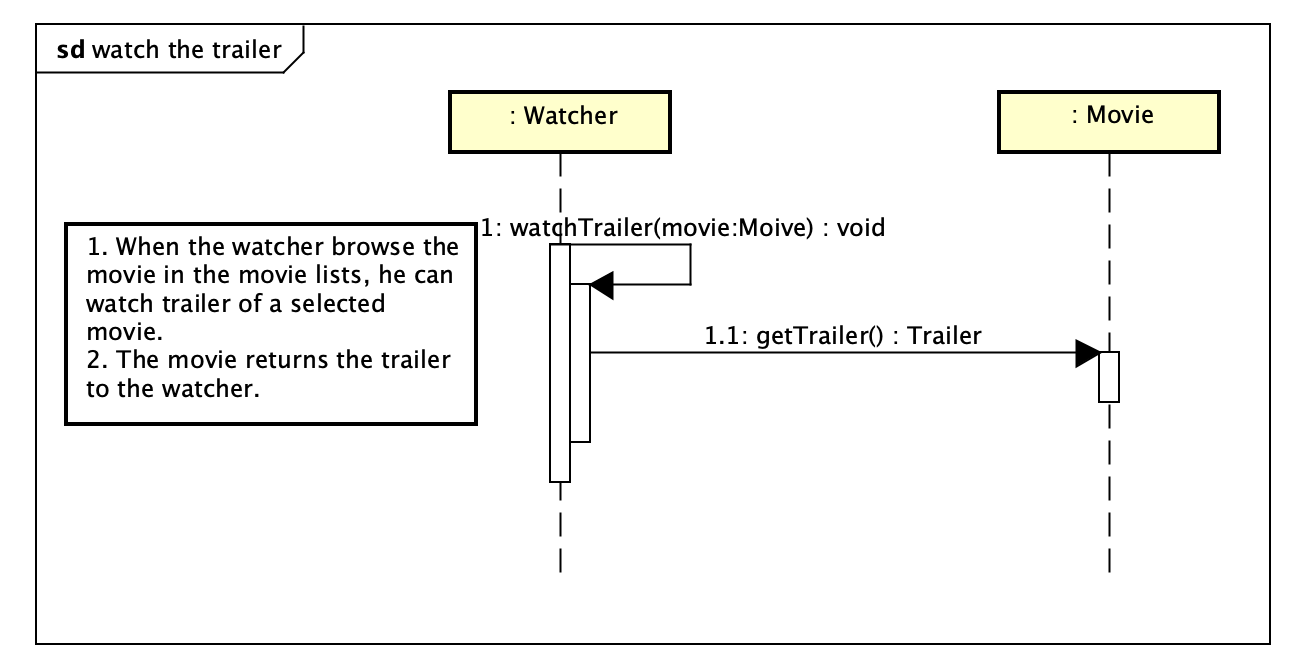 sd watch the trailer
: Watcher
: Movie
1: watchTrailer(movie:Moive) : void
1. When the watcher browse the
movie in the movie lists, he can
watch trailer of a selected
movie.
2. The movie returns the trailer
to the watcher.
1.1: getTrailer() : Trailer